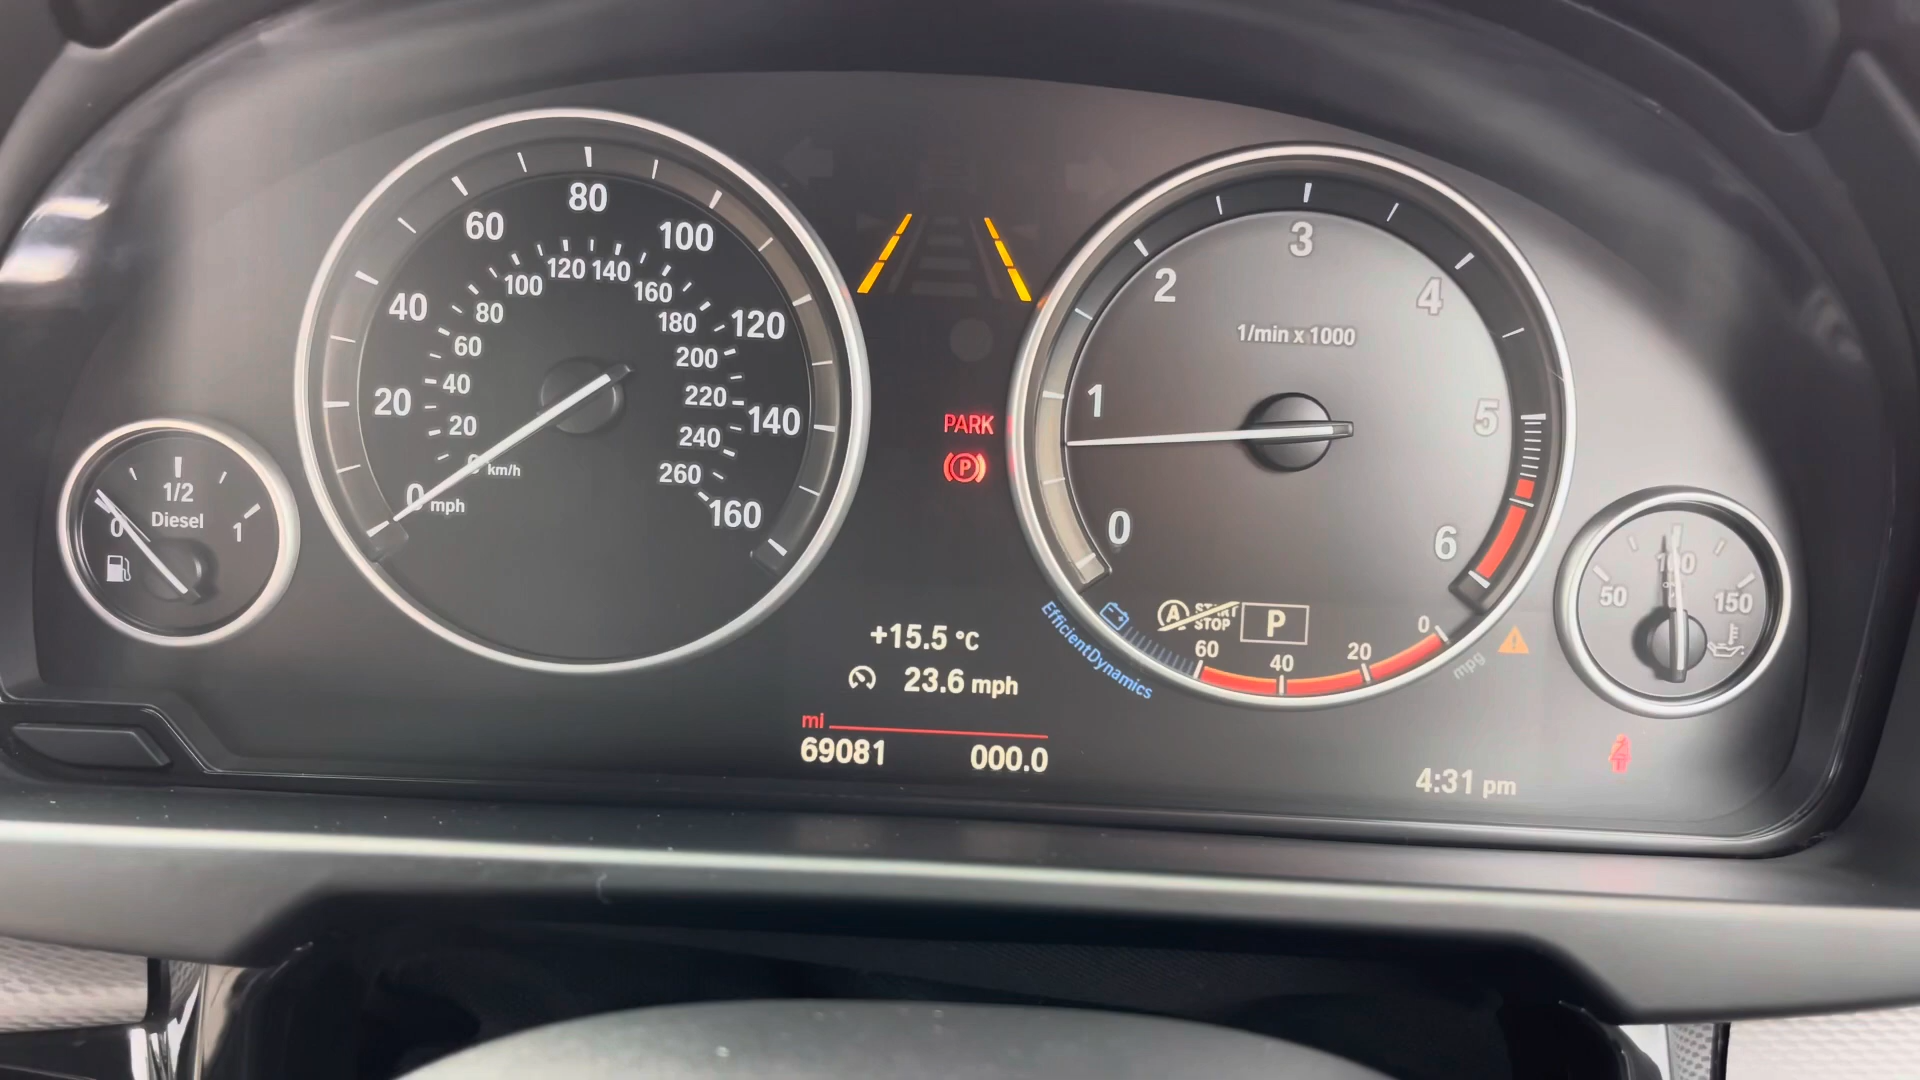 80
60
100
120 140
100
160
40
80
180
120
60
200
20
40
220
140
20
240
0 km/h
260
0 mph
160
1/2
Diesel
0
1
PARK
P
+15.5 °C
23.6 mph
mi
69081 000.0
3
2
4
1/min x 1000
1
5
0
6
A START STOP
P
60
40
20
0
mpg
EfficientDynamics
100
50
150
4:31 pm